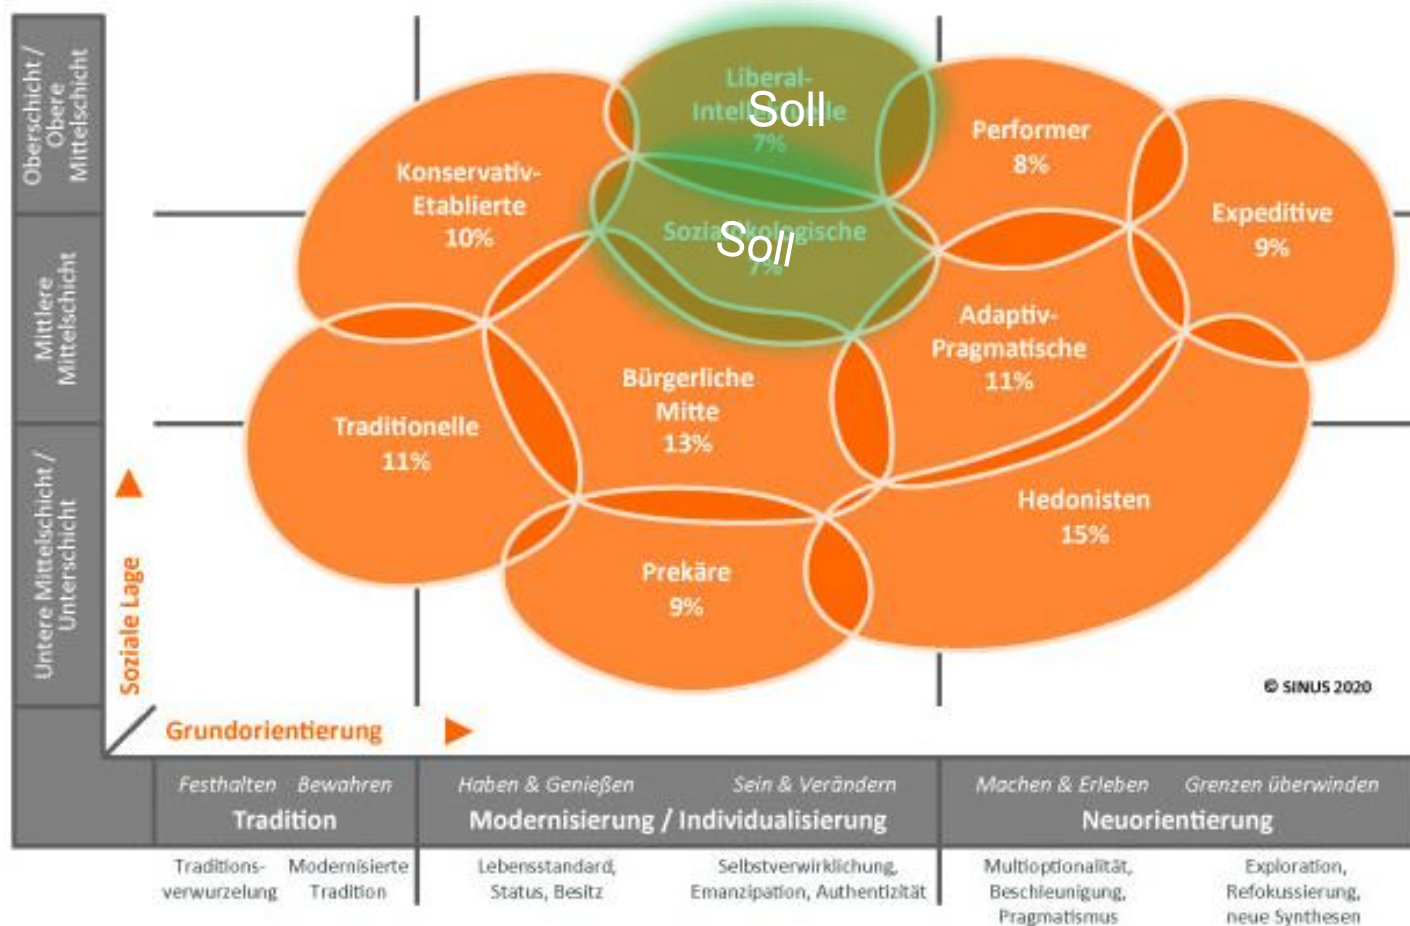 Oberschicht /
Obere
Mittelschicht
Mittlere
Mittelschicht
Untere Mittelschicht /
Unterschicht
Soziale Lage
Liberal-
Intellektuelle
7%
Soll
Sozialökologische
7%
Soll
Konservativ-
Etablierte
10%
Performer
8%
Expeditive
9%
Adaptiv-
Pragmatische
11%
Bürgerliche
Mitte
13%
Traditionelle
11%
Hedonisten
15%
Prekäre
9%
© SINUS 2020
Grundorientierung
Festhalten Bewahren
Tradition
Haben & Genießen Sein & Verändern
Modernisierung / Individualisierung
Machen & Erleben Grenzen überwinden
Neuorientierung
Traditions-
verwurzelung
Modernisierte
Tradition
Lebensstandard,
Status, Besitz
Selbstverwirklichung,
Emanzipation, Authentizität
Multioptionalität,
Beschleunigung,
Pragmatismus
Exploration,
Refokussierung,
neue Synthesen